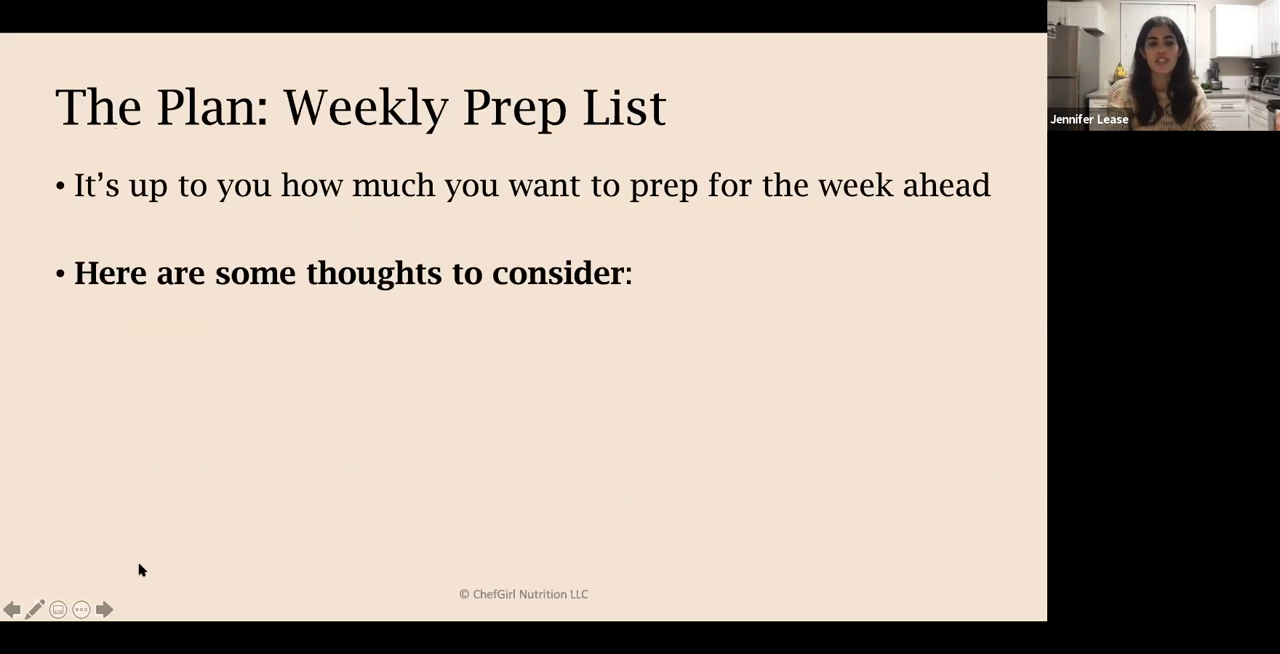 The Plan: Weekly Prep List
• It’s up to you how much you want to prep for the week ahead
• Here are some thoughts to consider:
© ChefGirl Nutrition LLC
Jennifer Lease